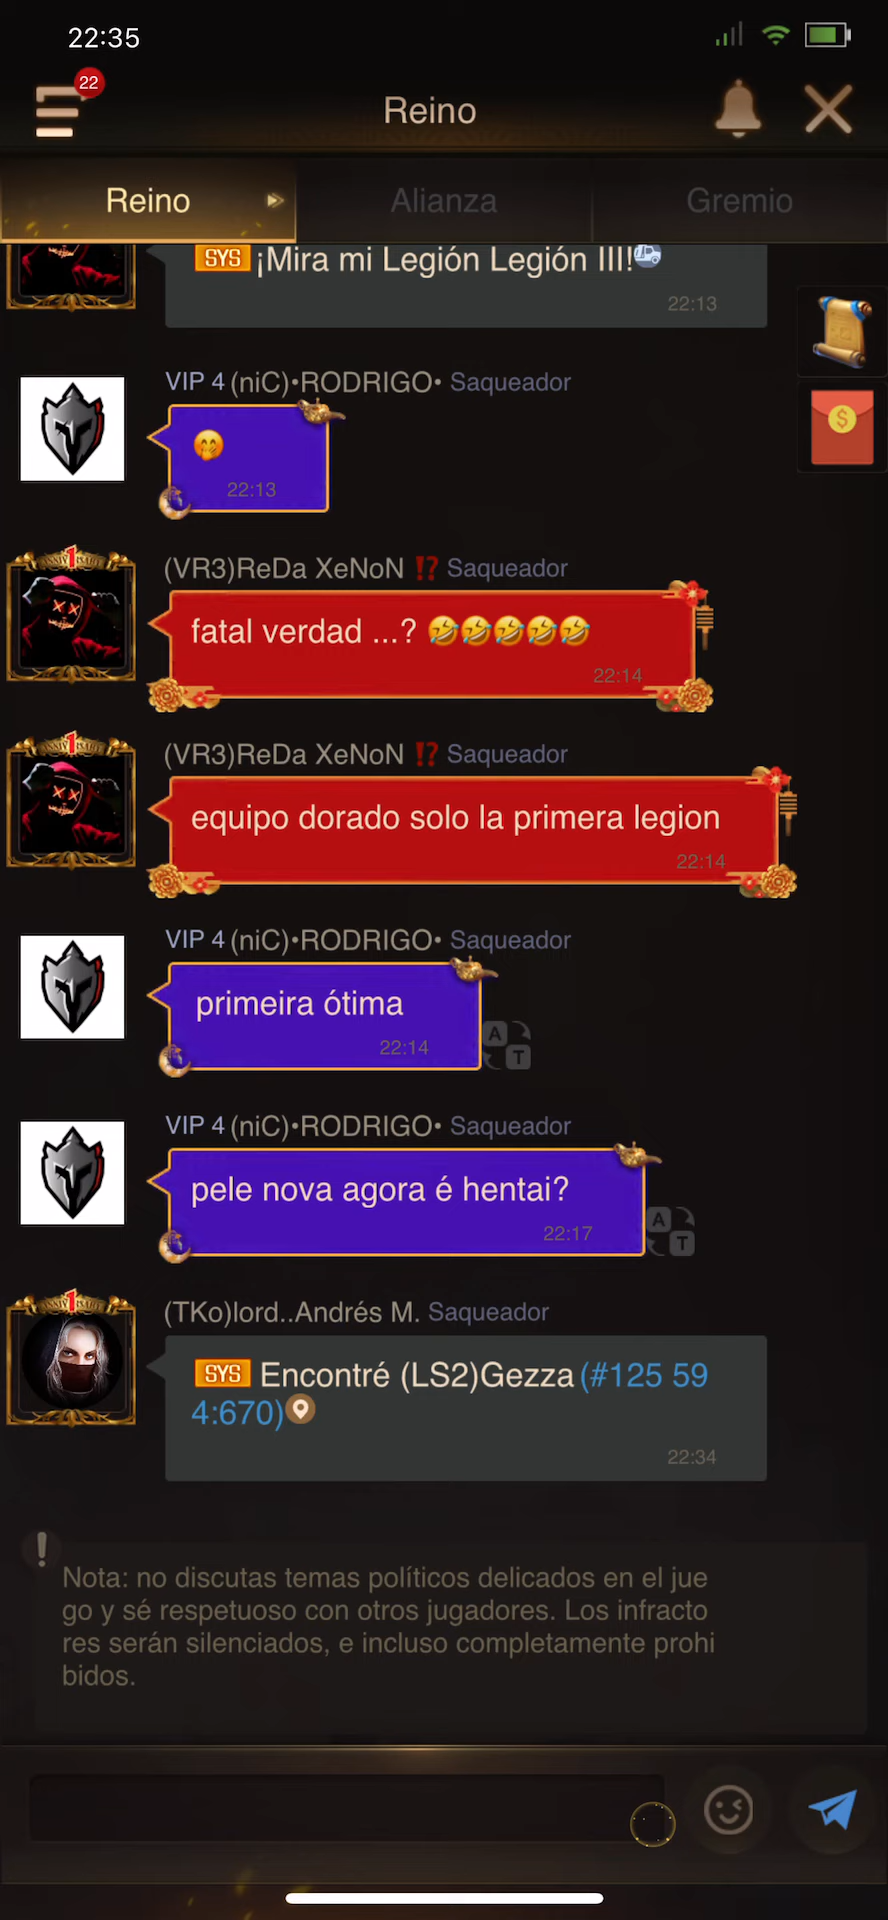 22:35
22
Reino
Reino
Alianza
Gremio
SYS ¡Mira mi Legión Legión III!
22:13
VIP 4 (niC)•RODRIGO• Saqueador
22:13
(VR3)ReDa XeNoN ⁉ Saqueador
fatal verdad ...? 🤣🤣🤣🤣🤣
22:14
(VR3)ReDa XeNoN ⁉ Saqueador
equipo dorado solo la primera legion
22:14
VIP 4 (niC)•RODRIGO• Saqueador
primeira ótima
22:14
A T
VIP 4 (niC)•RODRIGO• Saqueador
pele nova agora é hentai?
22:17
A T
(TKo)lord..Andrés M. Saqueador
SYS Encontré (LS2)Gezza (#125 59
4:670)
22:34
Nota: no discutas temas políticos delicados en el jue
go y sé respetuoso con otros jugadores. Los infracto
res serán silenciados, e incluso completamente prohi
bidos.